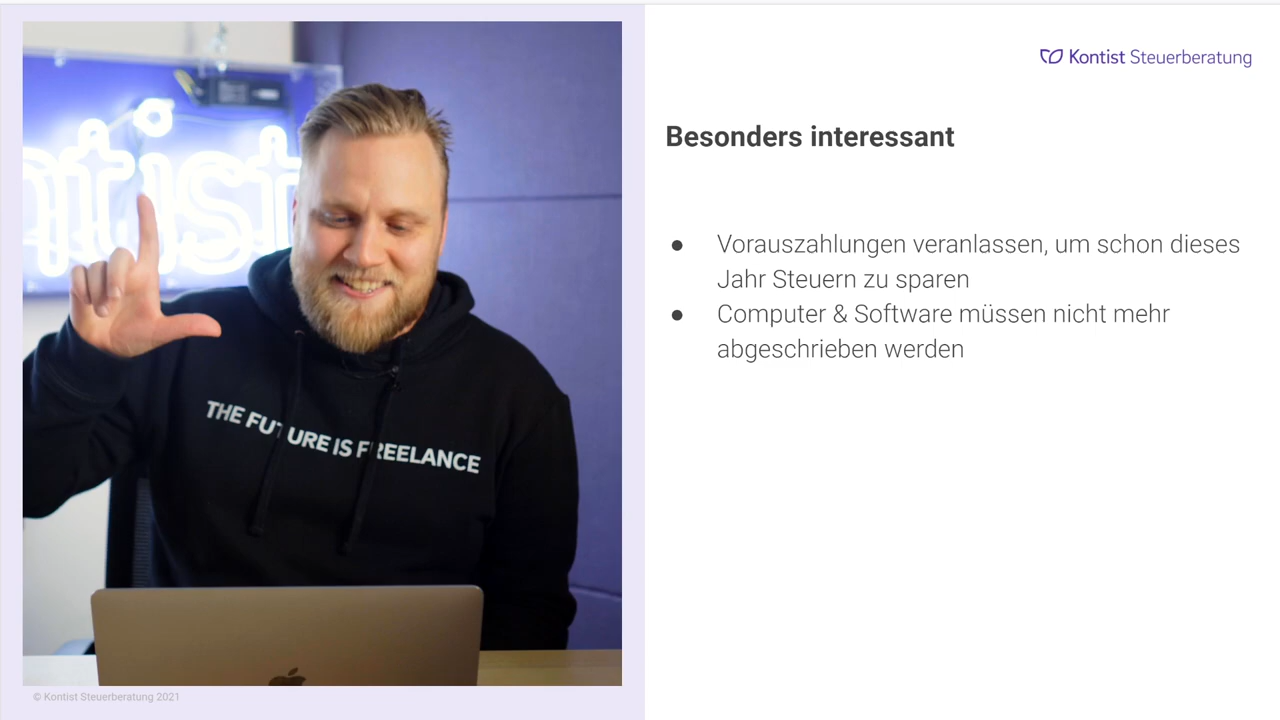 ntist
THE FUTURE IS FREELANCE
© Kontist Steuerberatung 2021
Kontist Steuerberatung
Besonders interessant
● Vorauszahlungen veranlassen, um schon dieses
Jahr Steuern zu sparen
● Computer & Software müssen nicht mehr
abgeschrieben werden